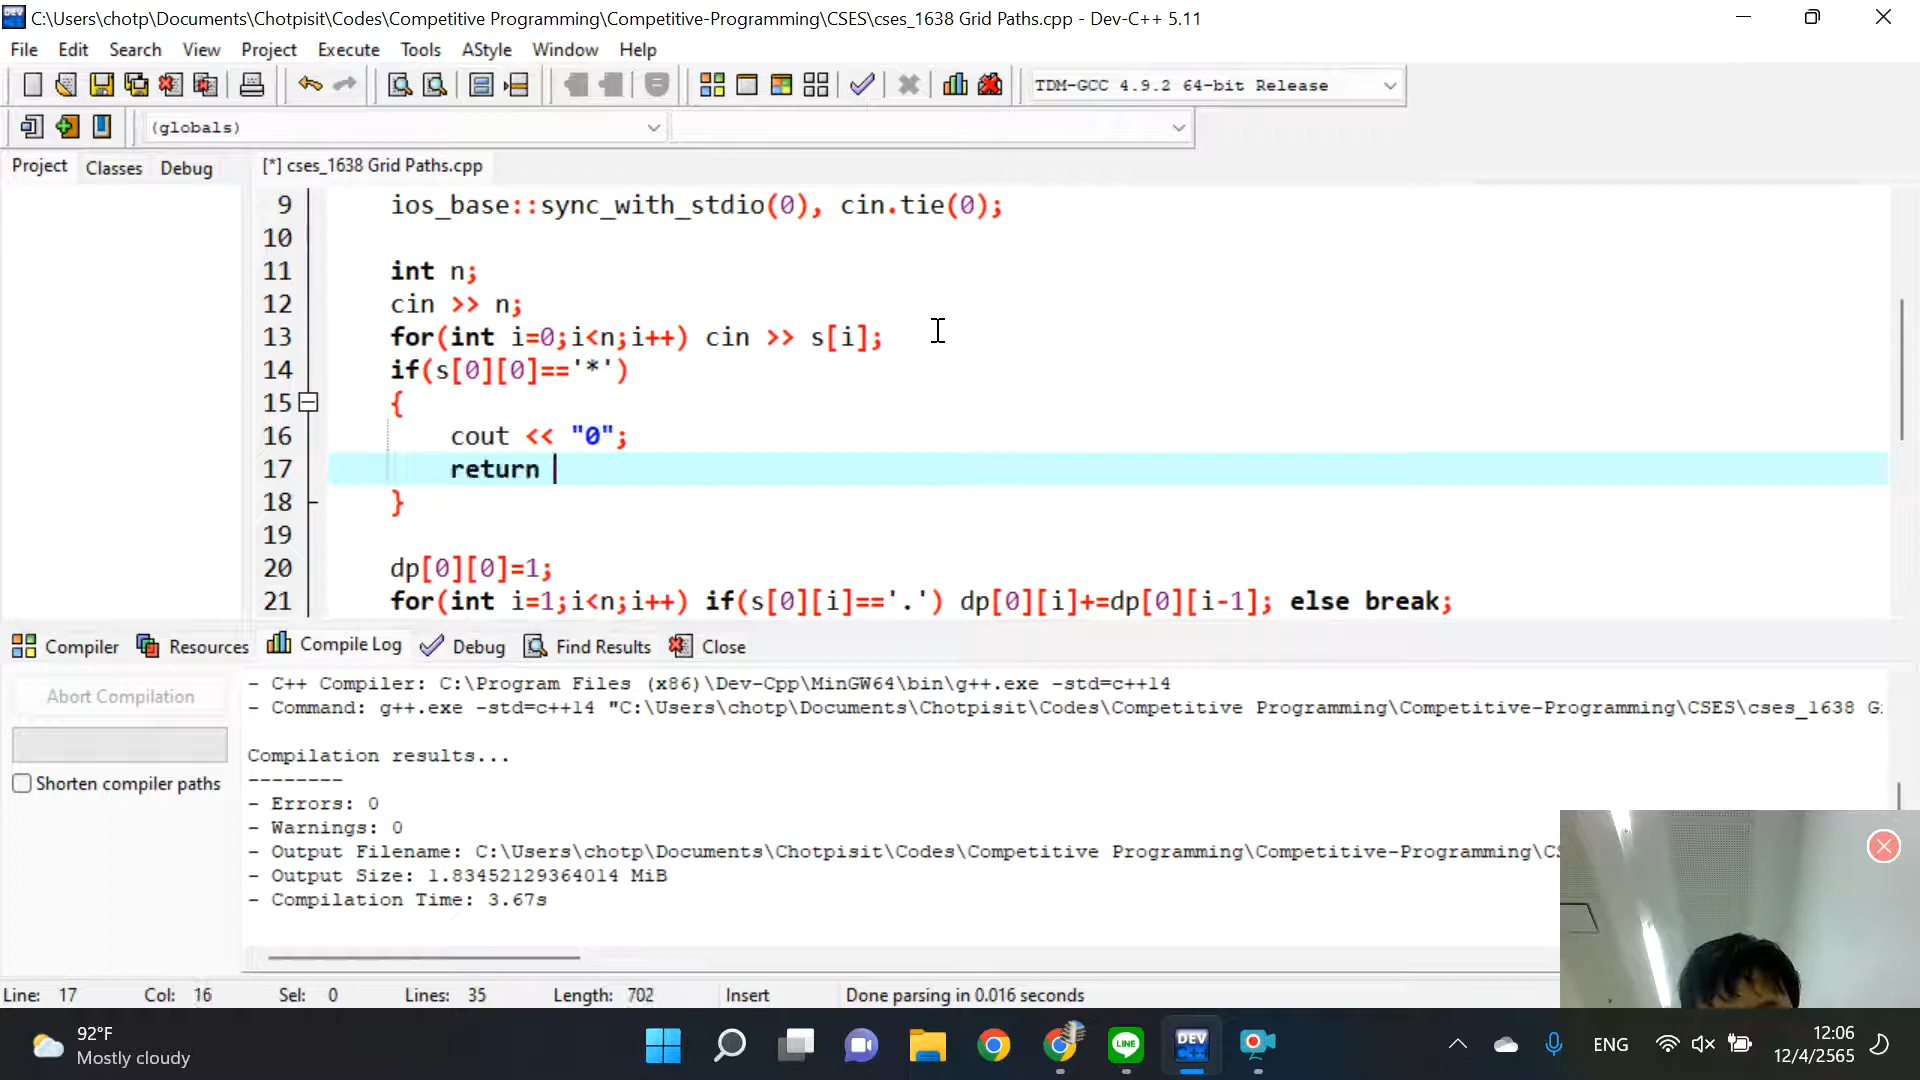 C:\Users\chotp\Documents\Chotpisit\Codes\Competitive Programming\Competitive-Programming\CSES\cses_1638 Grid Paths.cpp - Dev-C++ 5.11
File Edit Search View Project Execute Tools AStyle Window Help
TDM-GCC 4.9.2 64-bit Release
(globals)
Project Classes Debug [*] cses_1638 Grid Paths.cpp
9 ios_base::sync_with_stdio(0), cin.tie(0);
10
11 int n;
12 cin >> n;
13 for(int i=0;i<n;i++) cin >> s[i];
14 if(s[0][0]=='*')
15 {
16 cout << "0";
17 return
18 }
19
20 dp[0][0]=1;
21 for(int i=1;i<n;i++) if(s[0][i]=='.') dp[0][i]+=dp[0][i-1]; else break;
Compiler Resources Compile Log Debug Find Results Close
Abort Compilation
Shorten compiler paths
- C++ Compiler: C:\Program Files (x86)\Dev-Cpp\MinGW64\bin\g++.exe -std=c++14
- Command: g++.exe -std=c++14 "C:\Users\chotp\Documents\Chotpisit\Codes\Competitive Programming\Competitive-Programming\CSES\cses_1638 G
Compilation results...
--------
- Errors: 0
- Warnings: 0
- Output Filename: C:\Users\chotp\Documents\Chotpisit\Codes\Competitive Programming\Competitive-Programming\CS
- Output Size: 1.83452129364014 MiB
- Compilation Time: 3.67s
Line: 17 Col: 16 Sel: 0 Lines: 35 Length: 702 Insert Done parsing in 0.016 seconds
92°F
Mostly cloudy
LINE
DEV
C++
ENG
12:06
12/4/2565